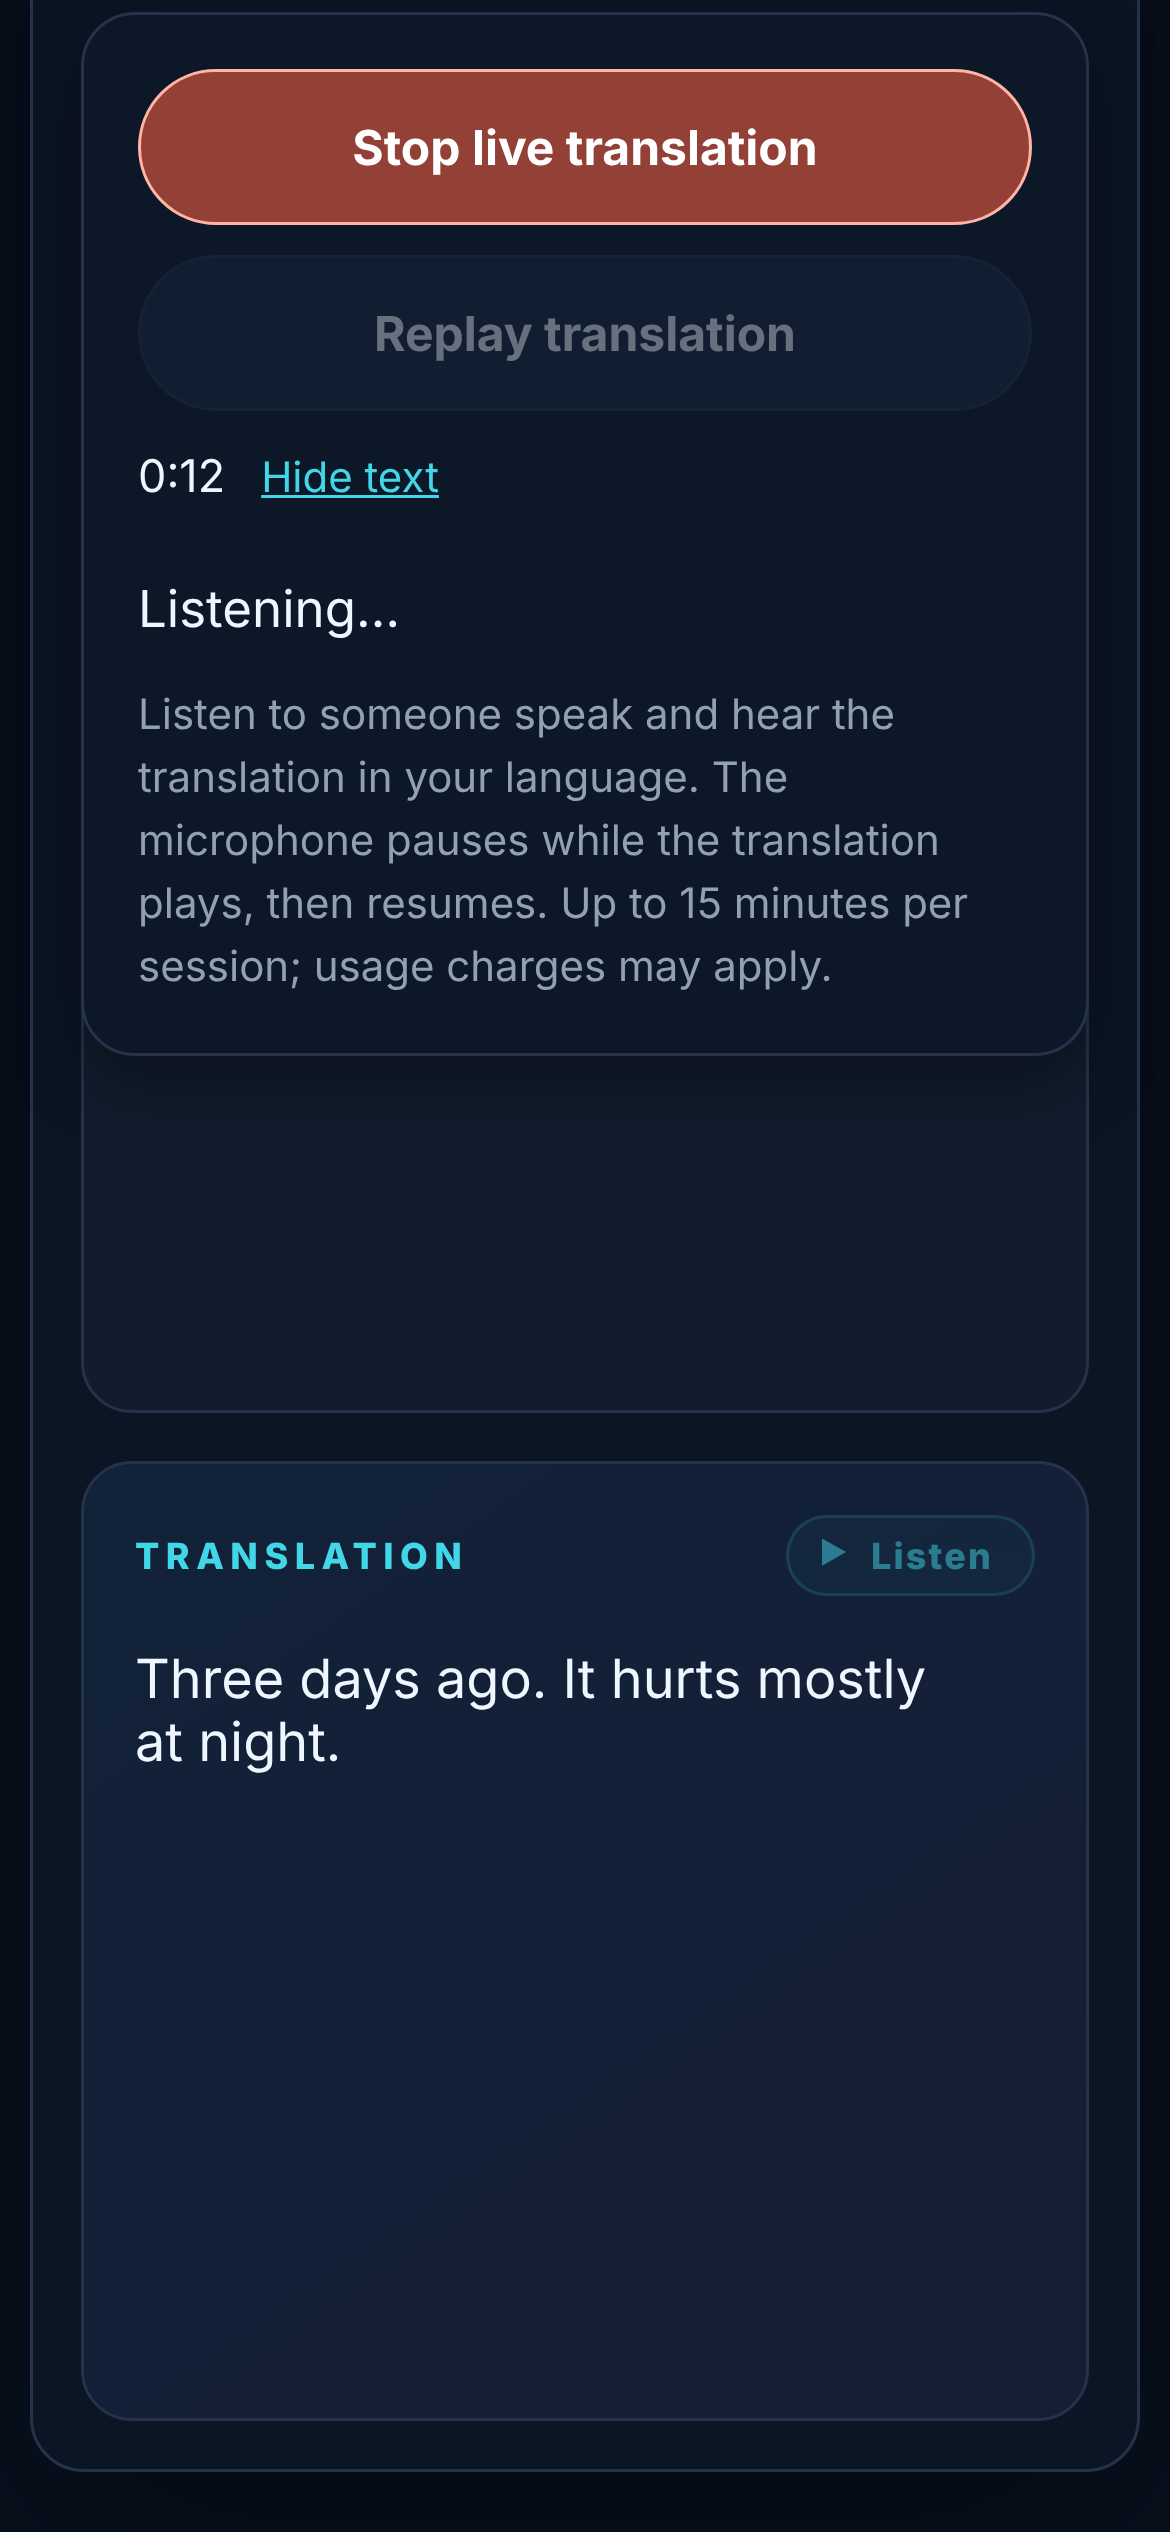 Stop live translation
Replay translation
0:12 Hide text
Listening...
Listen to someone speak and hear the
translation in your language. The
microphone pauses while the translation
plays, then resumes. Up to 15 minutes per
session; usage charges may apply.
TRANSLATION
Listen
Three days ago. It hurts mostly
at night.